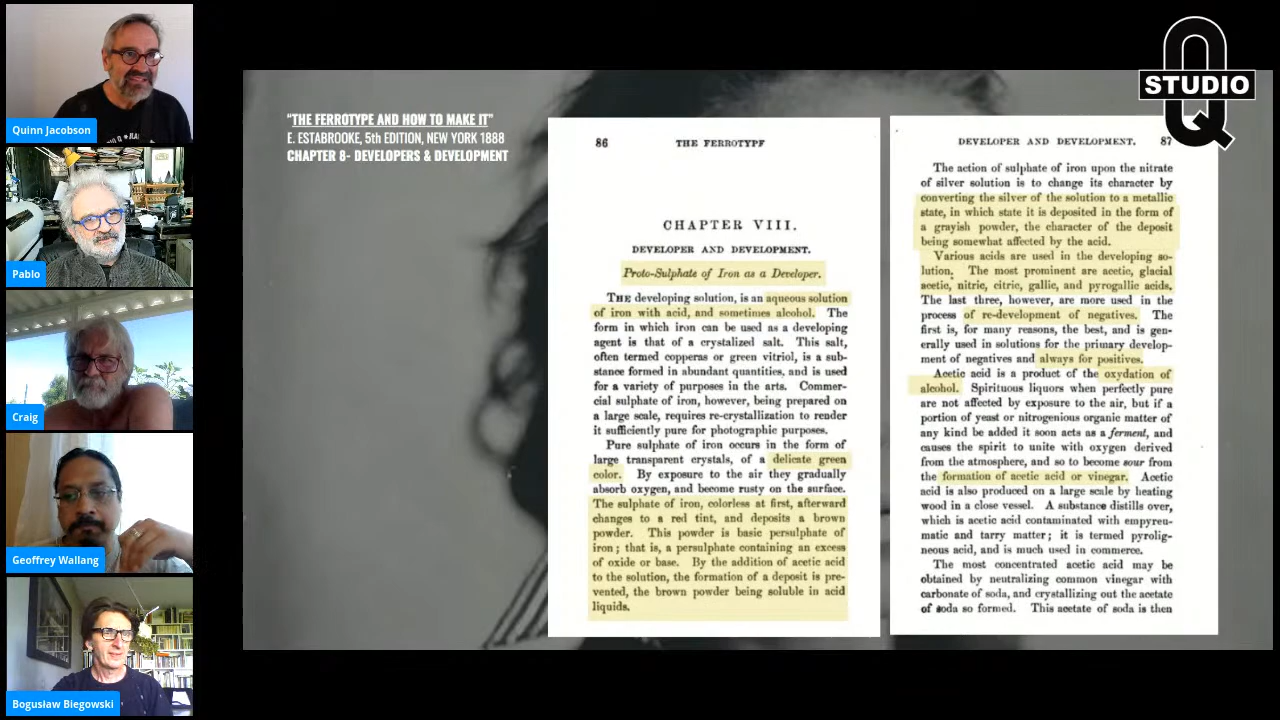 Quinn Jacobson
Pablo
Craig
Geoffrey Wallang
Bogusław Biegowski
"THE FERROTYPE AND HOW TO MAKE IT"
E. ESTABROOKE, 5th EDITION, NEW YORK 1888
CHAPTER 8- DEVELOPERS & DEVELOPMENT
86 THE FERROTYPF
CHAPTER VIII.
DEVELOPER AND DEVELOPMENT.
Proto-Sulphate of Iron as a Developer.
THE developing solution, is an aqueous solution
of iron with acid, and sometimes alcohol. The
form in which iron can be used as a developing
agent is that of a crystalized salt. This salt,
often termed copperas or green vitriol, is a sub-
stance formed in abundant quantities, and is used
for a variety of purposes in the arts. Commer-
cial sulphate of iron, however, being prepared on
a large scale, requires re-crystallization to render
it sufficiently pure for photographic purposes.
Pure sulphate of iron occurs in the form of
large transparent crystals, of a delicate green
color. By exposure to the air they gradually
absorb oxygen, and become rusty on the surface.
The sulphate of iron, colorless at first, afterward
changes to a red tint, and deposits a brown
powder. This powder is basic persulphate of
iron; that is, a persulphate containing an excess
of oxide or base. By the addition of acetic acid
to the solution, the formation of a deposit is pre-
vented, the brown powder being soluble in acid
liquids.
DEVELOPER AND DEVELOPMENT. 87
The action of sulphate of iron upon the nitrate
of silver solution is to change its character by
converting the silver of the solution to a metallic
state, in which state it is deposited in the form of
a grayish powder, the character of the deposit
being somewhat affected by the acid.
Various acids are used in the developing so-
lution. The most prominent are acetic, glacial
acetic, nitric, citric, gallic, and pyrogallic acids.
The last three, however, are more used in the
process of re-development of negatives. The
first is, for many reasons, the best, and is gen-
erally used in solutions for the primary develop-
ment of negatives and always for positives.
Acetic acid is a product of the oxydation of
alcohol. Spirituous liquors when perfectly pure
are not affected by exposure to the air, but if a
portion of yeast or nitrogenious organic matter of
any kind be added it soon acts as a ferment, and
causes the spirit to unite with oxygen derived
from the atmosphere, and so to become sour from
the formation of acetic acid or vinegar. Acetic
acid is also produced on a large scale by heating
wood in a close vessel. A substance distills over,
which is acetic acid contaminated with empyreu-
matic and tarry matter; it is termed pyrolig-
neous acid, and is much used in commerce.
The most concentrated acetic acid may be
obtained by neutralizing common vinegar with
carbonate of soda, and crystallizing out the acetate
of soda so formed. This acetate of soda is then
STUDIO
Q